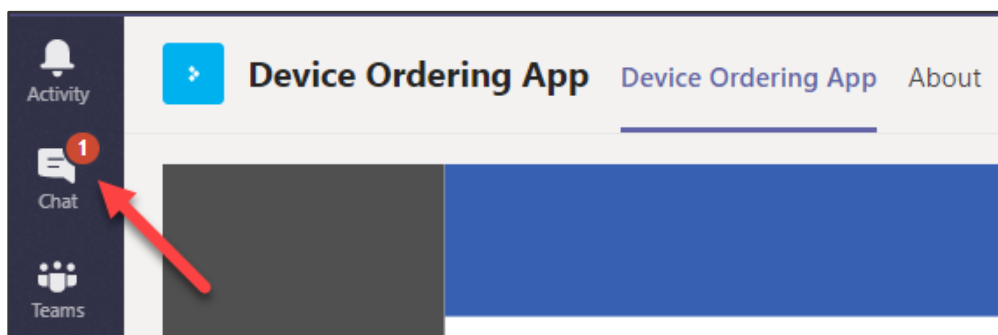 Activity
Device Ordering App Device Ordering App About
1
Chat
Teams